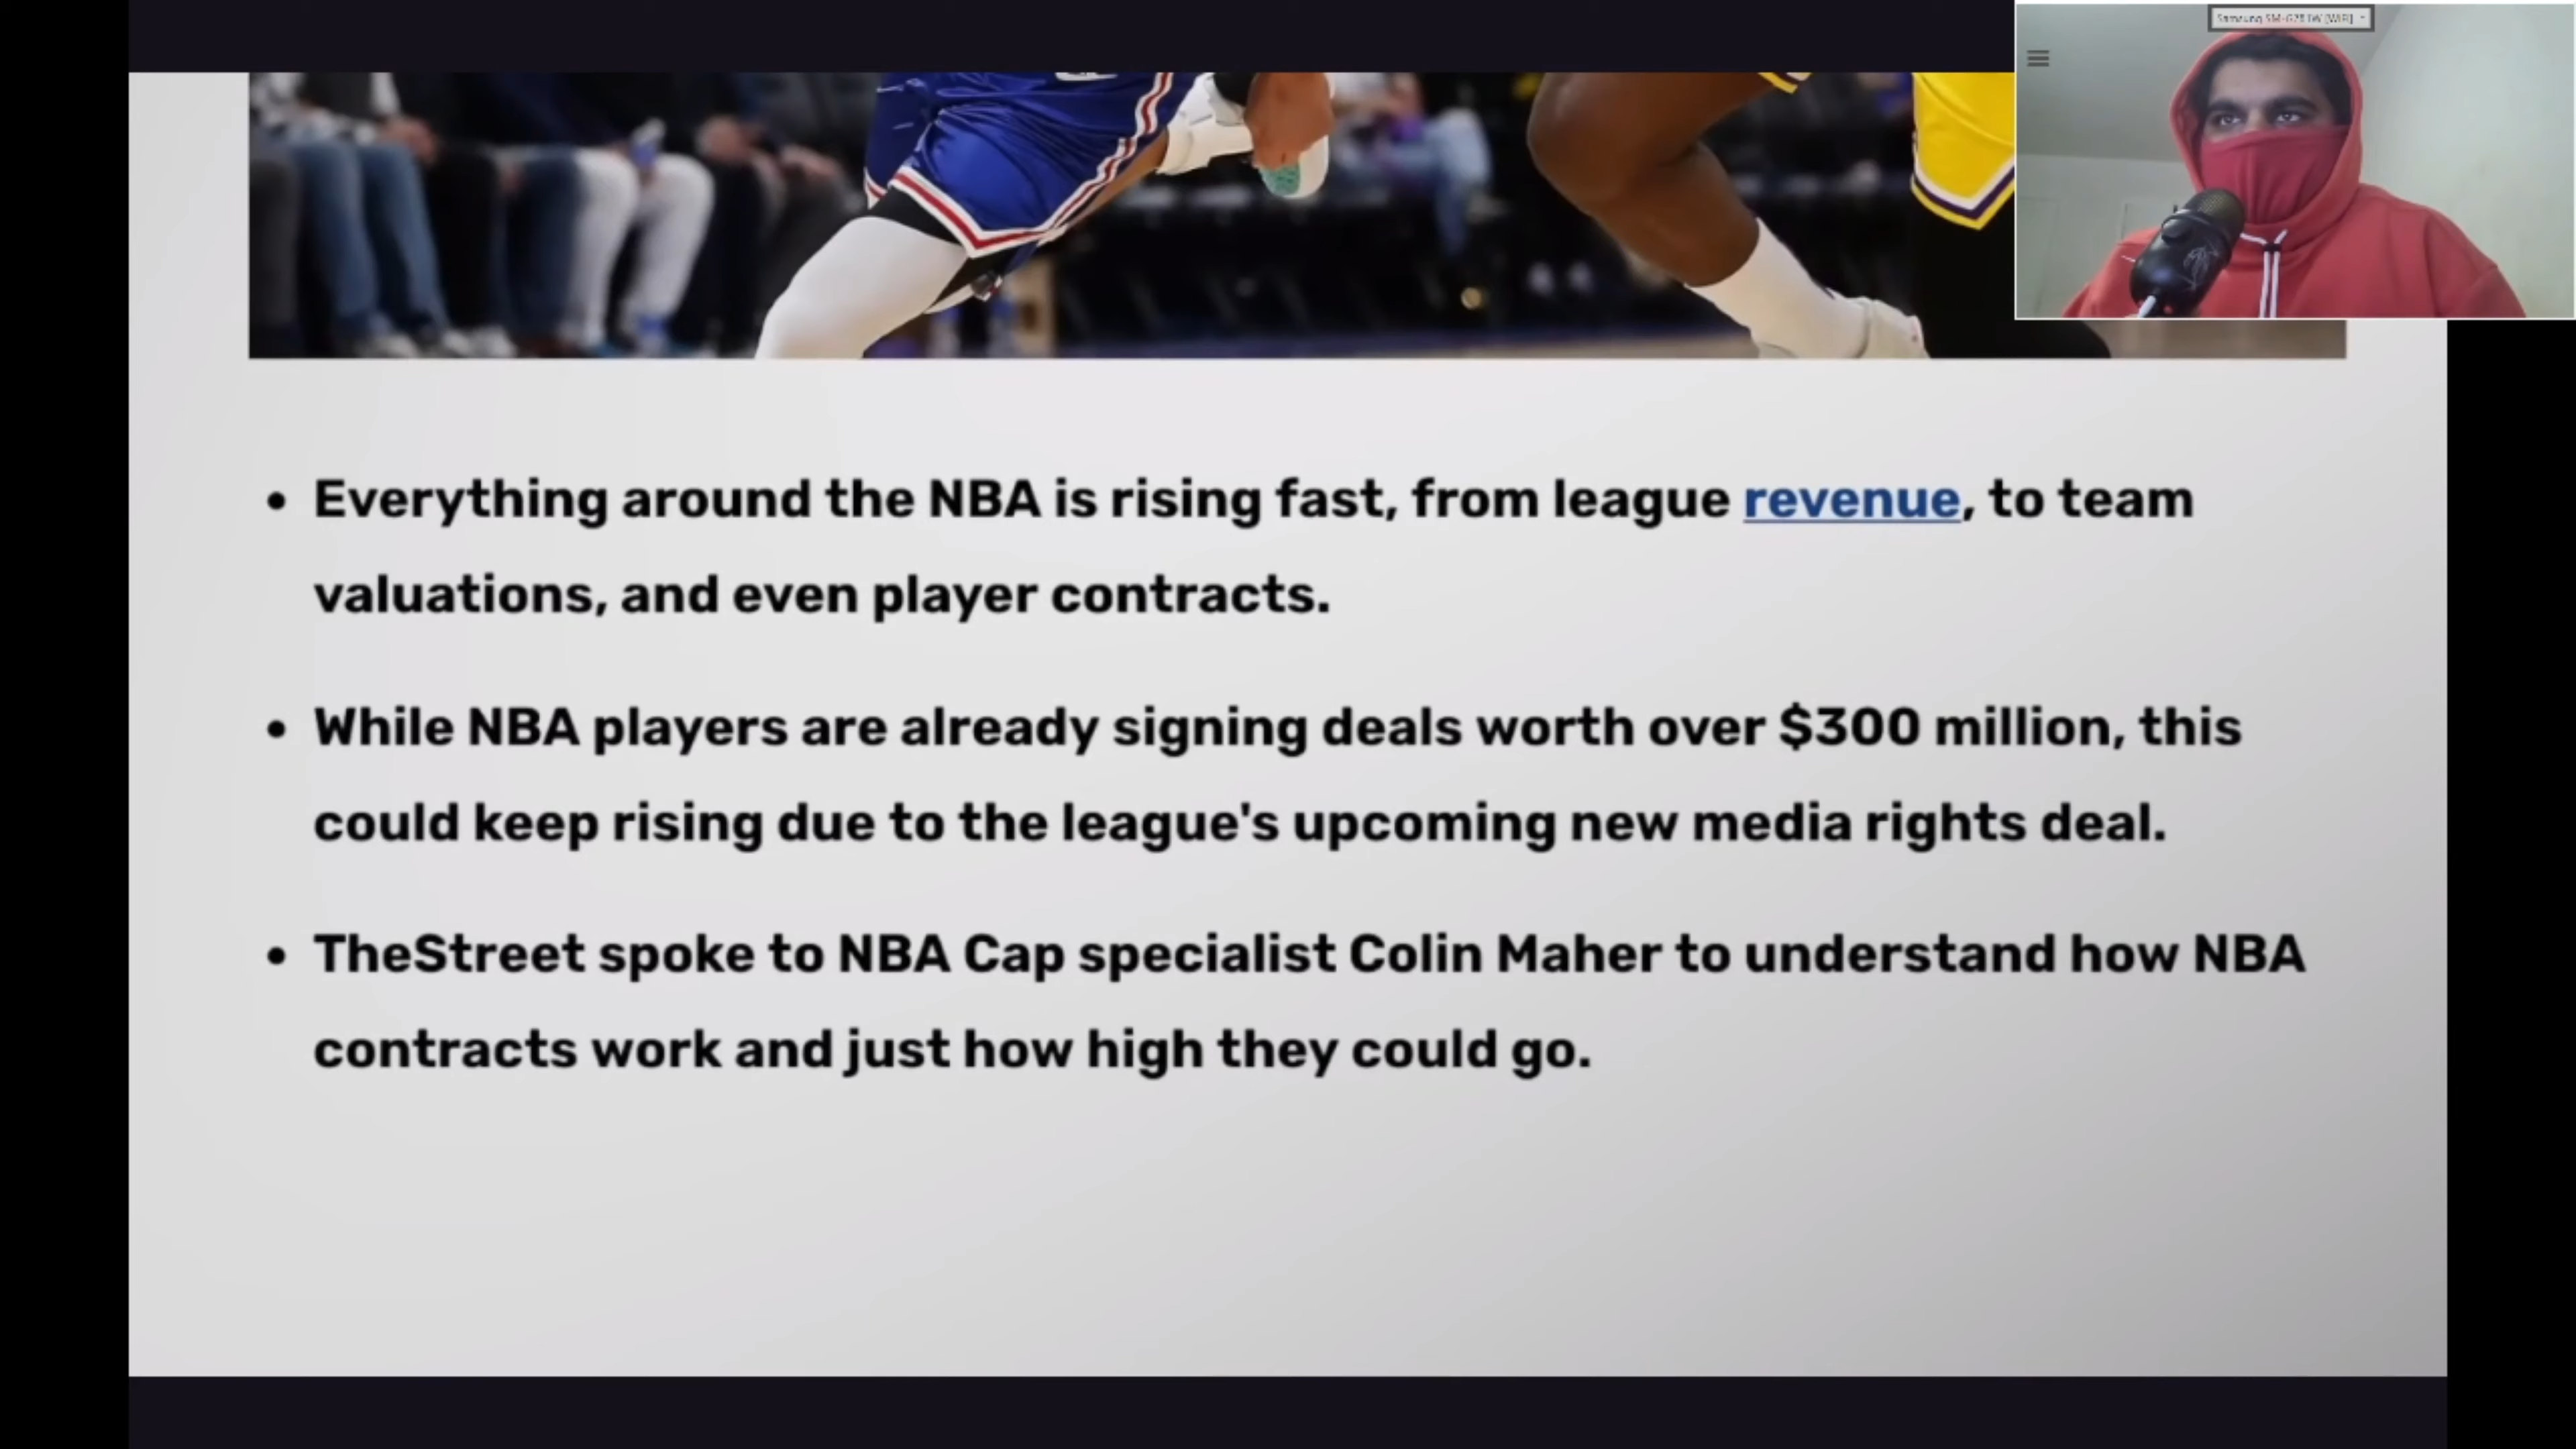 Everything around the NBA is rising fast, from league revenue, to team
valuations, and even player contracts.
While NBA players are already signing deals worth over $300 million, this
could keep rising due to the league's upcoming new media rights deal.
TheStreet spoke to NBA Cap specialist Colin Maher to understand how NBA
contracts work and just how high they could go.